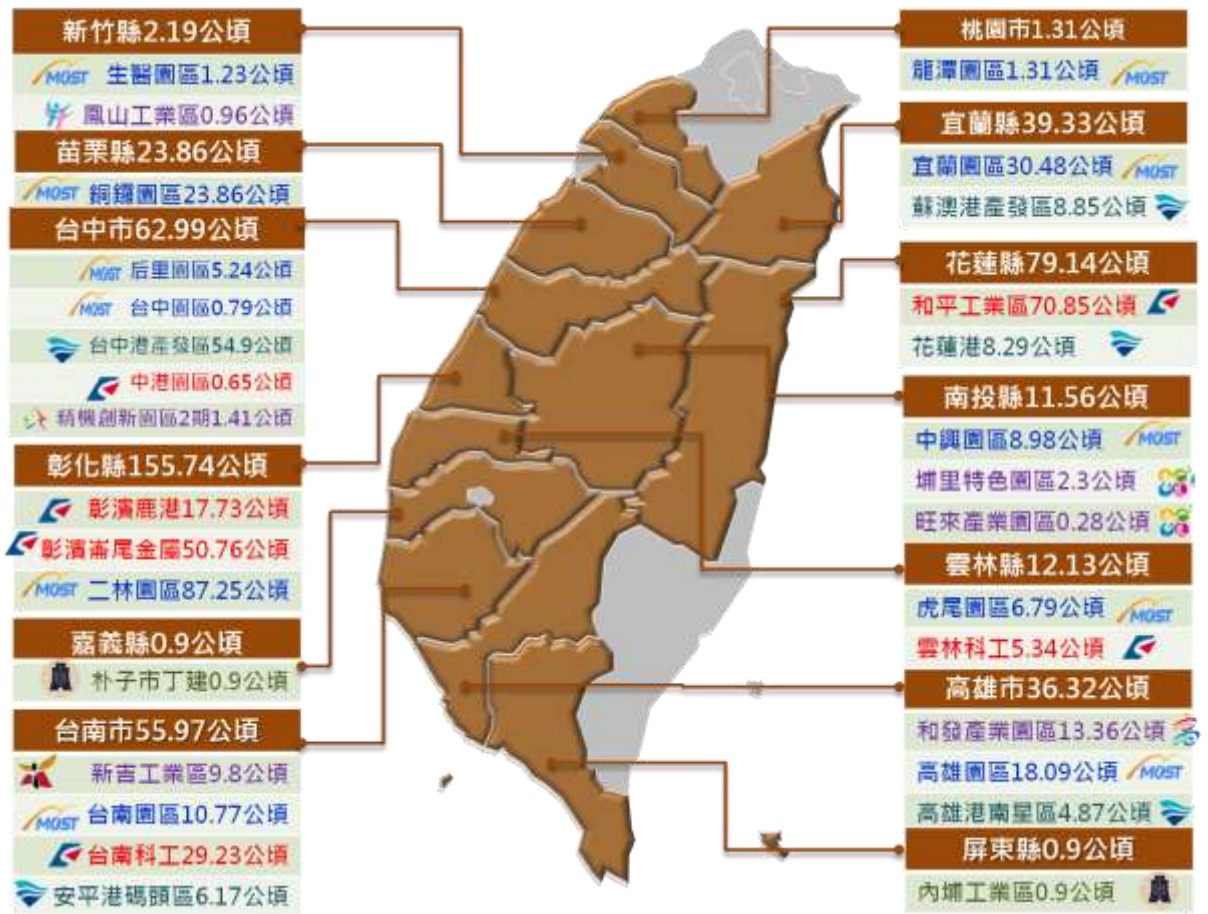 新竹縣2.19公頃
MOST 生醫園區1.23公頃
鳳山工業區0.96公頃
苗栗縣23.86公頃
MOST 銅鑼園區23.86公頃
台中市62.99公頃
MOST 后里園區5.24公頃
MOST 台中園區0.79公頃
台中港產發區54.9公頃
中港園區0.65公頃
精機創新園區2期1.41公頃
彰化縣155.74公頃
彰濱鹿港17.73公頃
彰濱崙尾金屬50.76公頃
MOST 二林園區87.25公頃
嘉義縣0.9公頃
朴子市丁建0.9公頃
台南市55.97公頃
新吉工業區9.8公頃
MOST 台南園區10.77公頃
台南科工29.23公頃
安平港碼頭區6.17公頃
桃園市1.31公頃
龍潭園區1.31公頃 MOST
宜蘭縣39.33公頃
宜蘭園區30.48公頃 MOST
蘇澳港產發區8.85公頃
花蓮縣79.14公頃
和平工業區70.85公頃
花蓮港8.29公頃
南投縣11.56公頃
中興園區8.98公頃 MOST
埔里特色園區2.3公頃
旺來產業園區0.28公頃
雲林縣12.13公頃
虎尾園區6.79公頃 MOST
雲林科工5.34公頃
高雄市36.32公頃
和發產業園區13.36公頃
高雄園區18.09公頃 MOST
高雄港南星區4.87公頃
屏東縣0.9公頃
內埔工業區0.9公頃